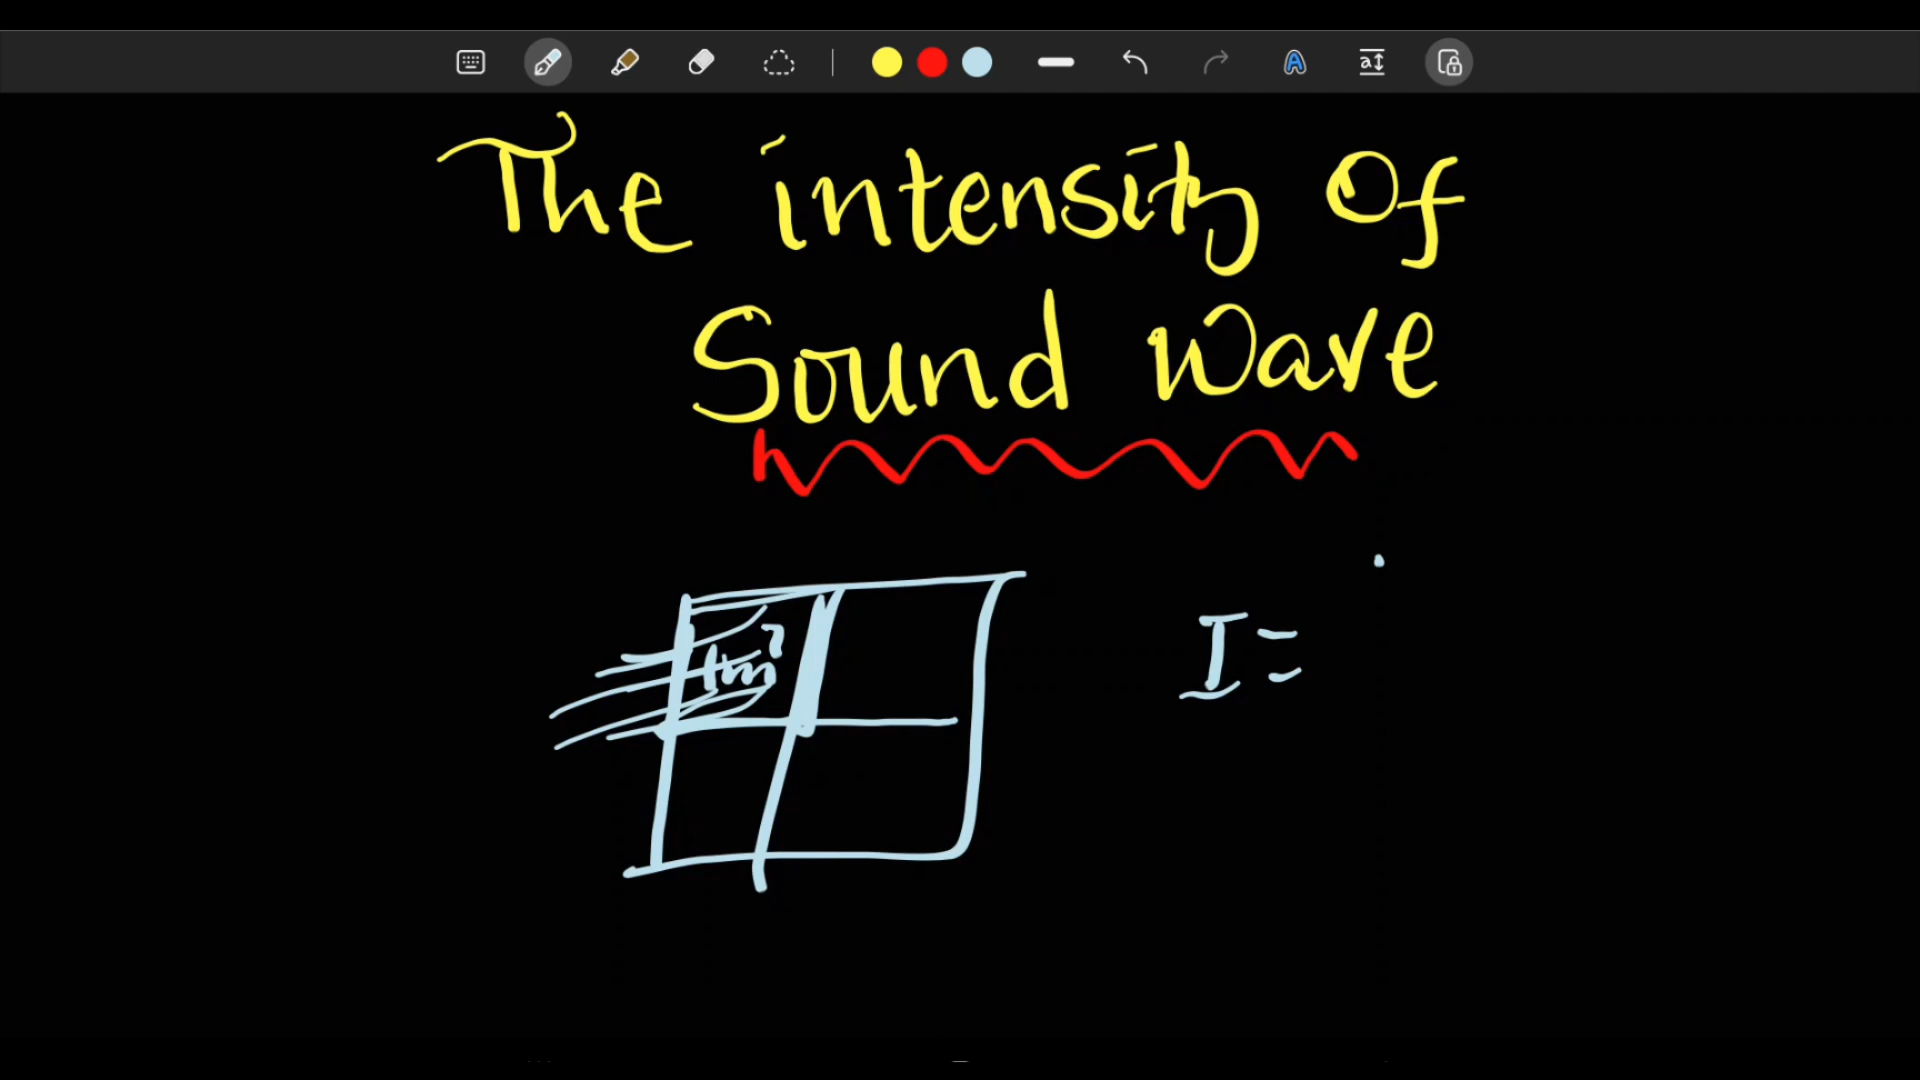 The intensity Of
Sound wave
1m²
I=